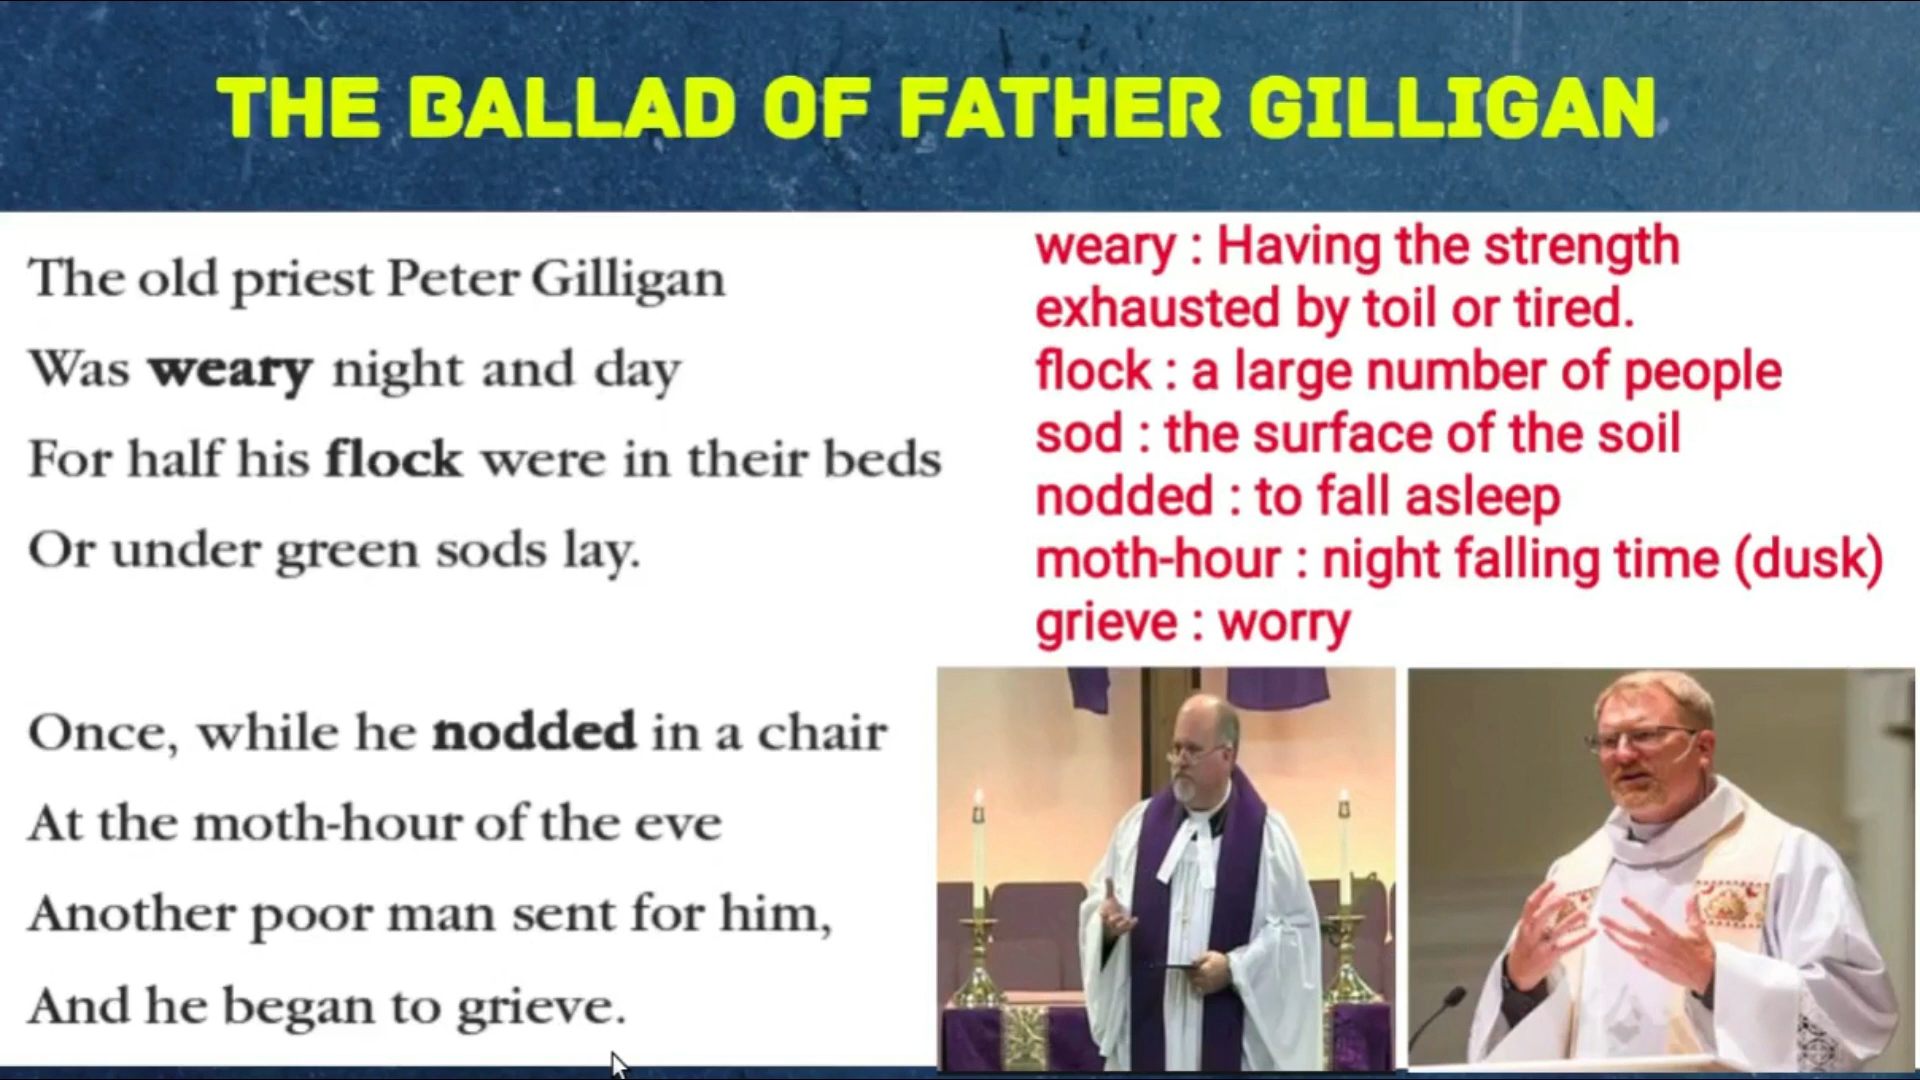 THE BALLAD OF FATHER GILLIGAN
The old priest Peter Gilligan
Was weary night and day
For half his flock were in their beds
Or under green sods lay.
Once, while he nodded in a chair
At the moth-hour of the eve
Another poor man sent for him,
And he began to grieve.
weary : Having the strength
exhausted by toil or tired.
flock : a large number of people
sod : the surface of the soil
nodded : to fall asleep
moth-hour : night falling time (dusk)
grieve : worry